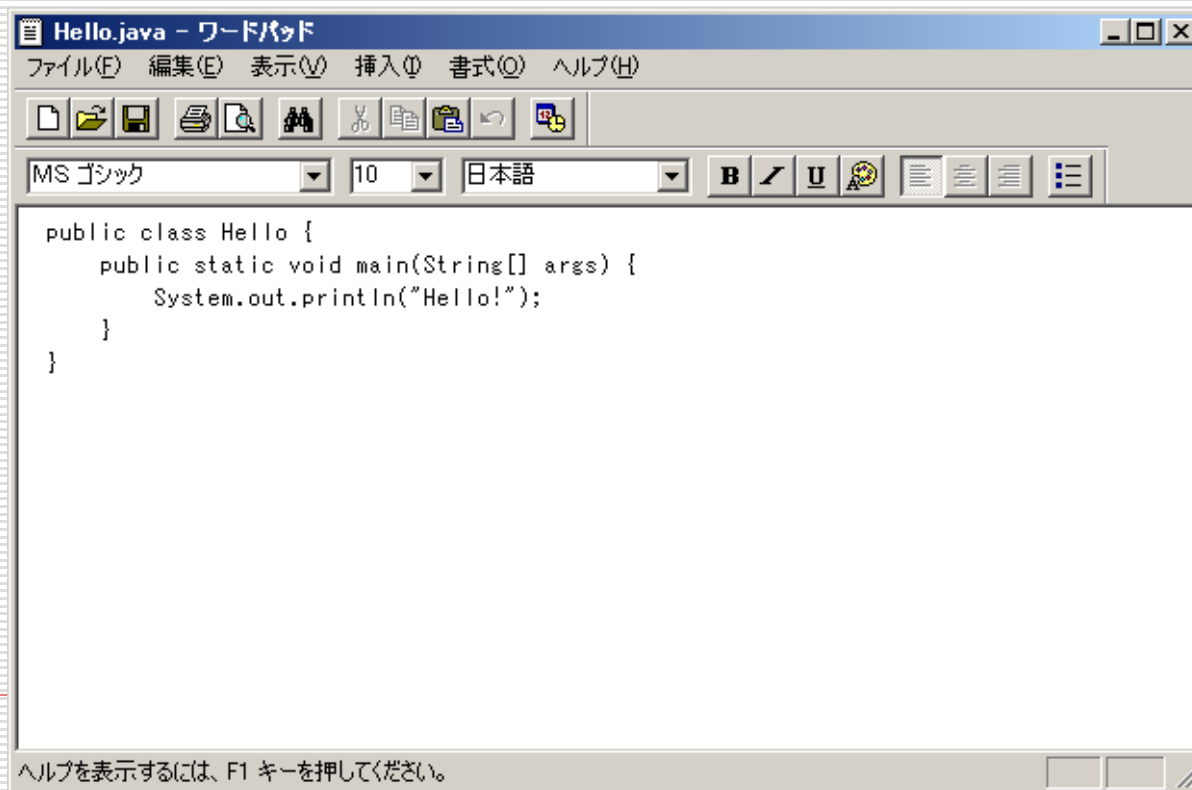 Hello.java - ワードパッド
ファイル(F) 編集(E) 表示(V) 挿入(I) 書式(O) ヘルプ(H)
MS ゴシック 10 日本語 B I U
public class Hello {
    public static void main(String[] args) {
        System.out.println("Hello!");
    }
}
ヘルプを表示するには、F1 キーを押してください。